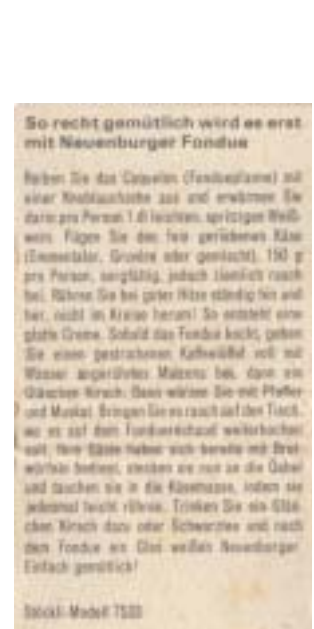 So recht gemütlich wird es erst
mit Neuenburger Fondue
Reiben Sie das Caquelon (Fonduepfanne) mit
einer Knoblauchzehe aus und erwärmen Sie
darin pro Person 1 dl leichten, spritzigen Weiß-
wein. Fügen Sie den fein geriebenen Käse
(Emmentaler, Gruyère oder gemischt), 150 g
pro Person, sorgfältig, jedoch ziemlich rasch
bei. Rühren Sie bei guter Hitze ständig hin und
her, nicht im Kreise herum! So entsteht eine
glatte Creme. Sobald das Fondue kocht, geben
Sie einen gestrichenen Kaffeelöffel voll mit
Wasser angerührtes Maizena bei, dann ein
Gläschen Kirsch. Dann würzen Sie mit Pfeffer
und Muskat. Bringen Sie es rasch auf den Tisch,
wo es auf dem Fonduerechaud weiterkochen
soll. Ihre Gäste haben sich bereits mit Brot-
würfeln bedient, stecken sie nun an die Gabel
und tauchen sie in die Käsemasse, indem sie
jedesmal leicht rühren. Trinken Sie ein Gläs-
chen Kirsch dazu oder Schwarztee und nach
dem Fondue ein Glas weißen Neuenburger.
Einfach gemütlich!
Stöckli-Modell